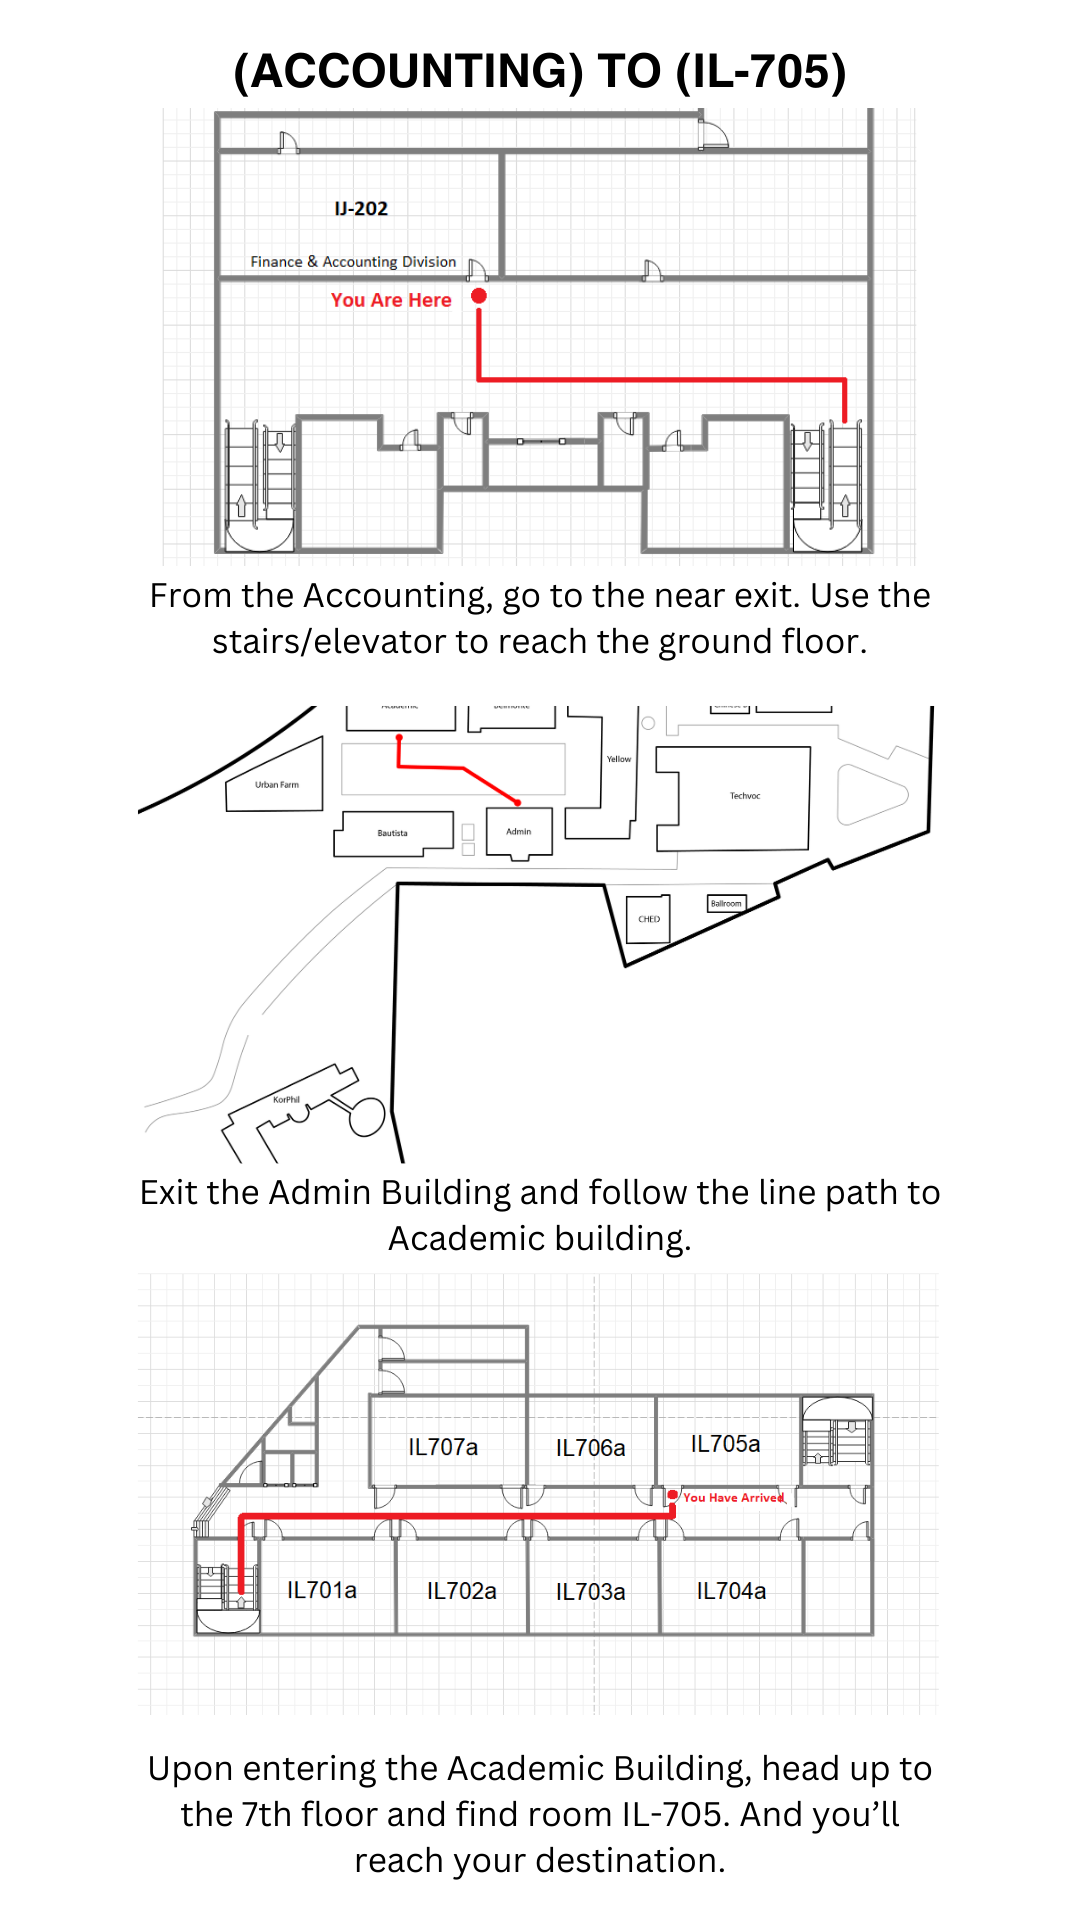 (ACCOUNTING) TO (IL-705)
IJ-202
Finance & Accounting Division
You Are Here
From the Accounting, go to the near exit. Use the
stairs/elevator to reach the ground floor.
Academic
Belmonte
Yellow
Urban Farm
Techvoc
Bautista
Admin
CHED
Ballroom
KorPhil
Exit the Admin Building and follow the line path to
Academic building.
IL707a
IL706a
IL705a
You Have Arrived
IL701a
IL702a
IL703a
IL704a
Upon entering the Academic Building, head up to
the 7th floor and find room IL-705. And you’ll
reach your destination.